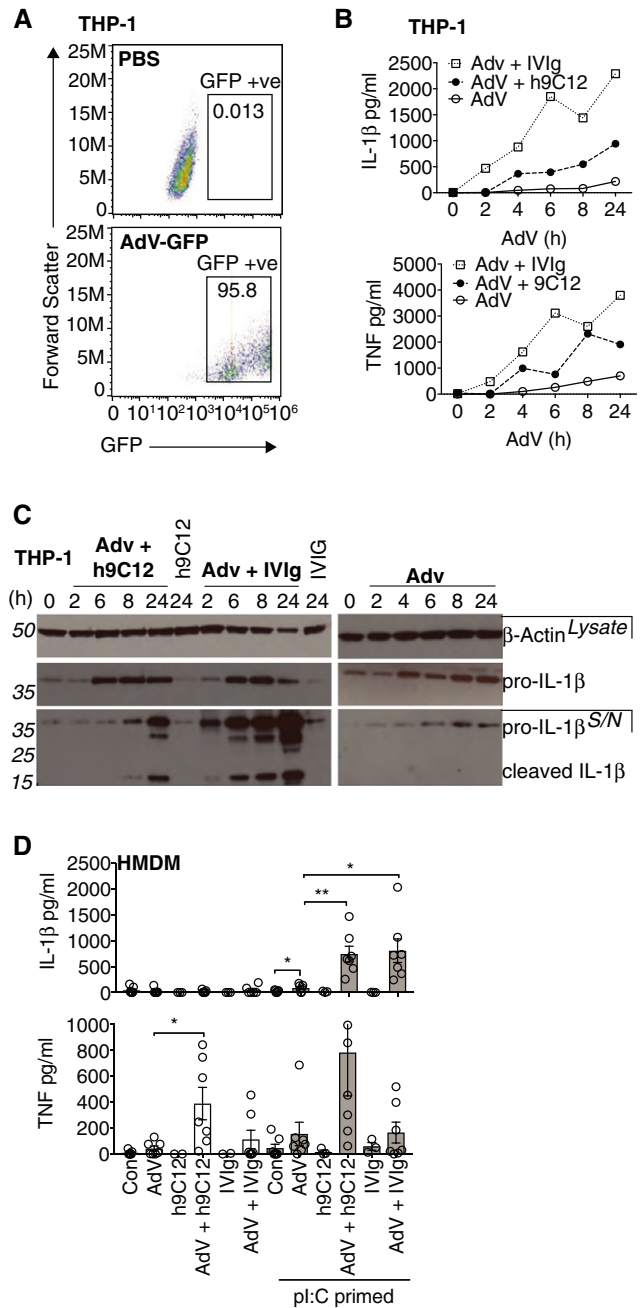 A
THP-1
PBS
GFP +ve
0.013
25M
20M
15M
10M
5M
0
AdV-GFP
GFP +ve
95.8
25M
20M
15M
10M
5M
0
0 10¹10²10³10⁴10⁵10⁶
Forward Scatter
GFP
B
THP-1
Adv + IVIg
AdV + h9C12
AdV
IL-1β pg/ml
2500
2000
1500
1000
500
0
0 2 4 6 8 24
AdV (h)
Adv + IVIg
AdV + 9C12
AdV
TNF pg/ml
5000
4000
3000
2000
1000
0
0 2 4 6 8 24
AdV (h)
C
THP-1
Adv + h9C12
h9C12
Adv + IVIg
IVIG
Adv
(h) 0 2 6 8 24 24 2 6 8 24 24 0 2 4 6 8 24
50
β-Actin Lysate
35
pro-IL-1β
35
pro-IL-1β S/N
25
15
cleaved IL-1β
D
HMDM
IL-1β pg/ml
2500
2000
1500
1000
500
0
*
**
*
TNF pg/ml
1000
800
600
400
200
0
*
Con
AdV
h9C12
AdV + h9C12
IVIg
AdV + IVIg
Con
AdV
h9C12
AdV + h9C12
IVIg
AdV + IVIg
pI:C primed